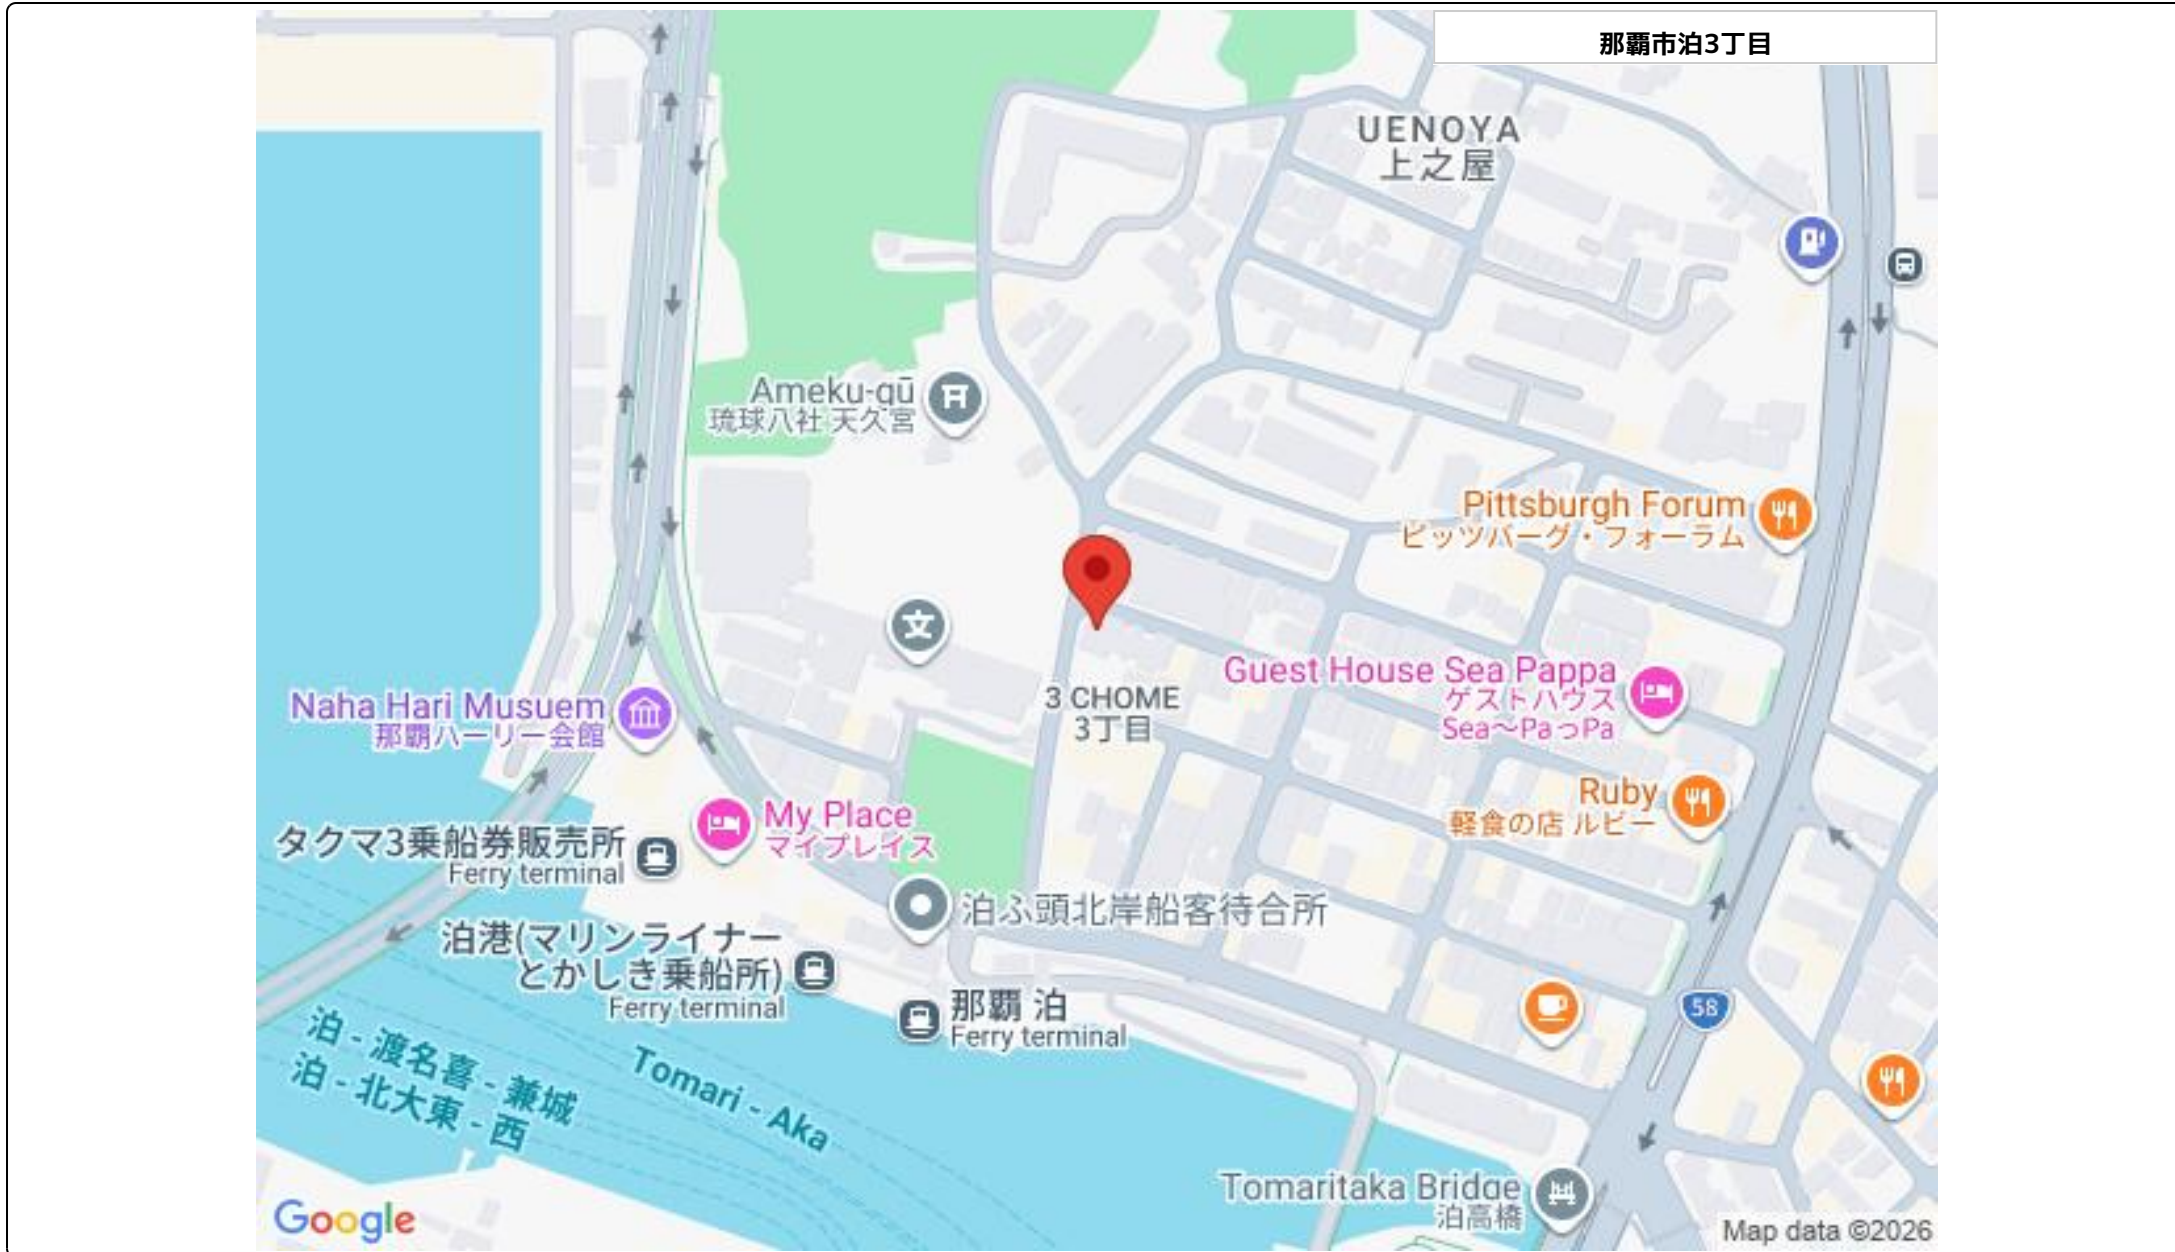 那覇市泊3丁目
UENOYA
上之屋
Ameku-gū
琉球八社 天久宮
Pittsburgh Forum
ピッツバーグ・フォーラム
文
Guest House Sea Pappa
ゲストハウス
Sea〜PaっPa
3 CHOME
3丁目
Naha Hari Musuem
那覇ハーリー会館
Ruby
軽食の店 ルビー
My Place
マイプレイス
タクマ3乗船券販売所
Ferry terminal
泊ふ頭北岸船客待合所
泊港(マリンライナー
とかしき乗船所)
Ferry terminal
那覇 泊
Ferry terminal
58
泊 - 渡名喜 - 兼城
泊 - 北大東 - 西
Tomari - Aka
Tomaritaka Bridge
泊高橋
Google
Map data ©2026